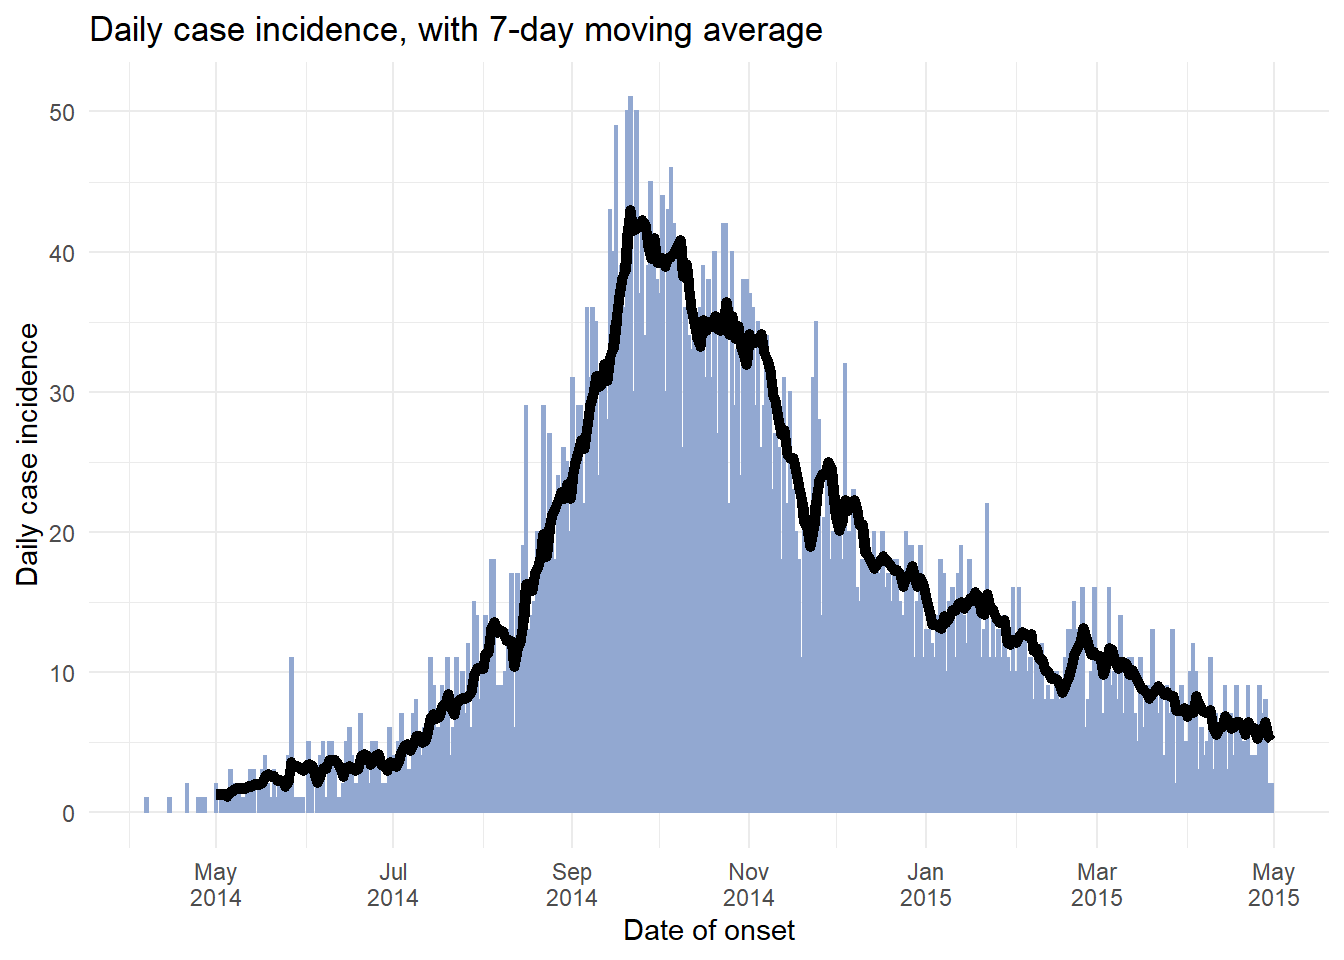 Daily case incidence, with 7-day moving average
Daily case incidence
50
40
30
20
10
0
May
2014
Jul
2014
Sep
2014
Nov
2014
Jan
2015
Mar
2015
May
2015
Date of onset